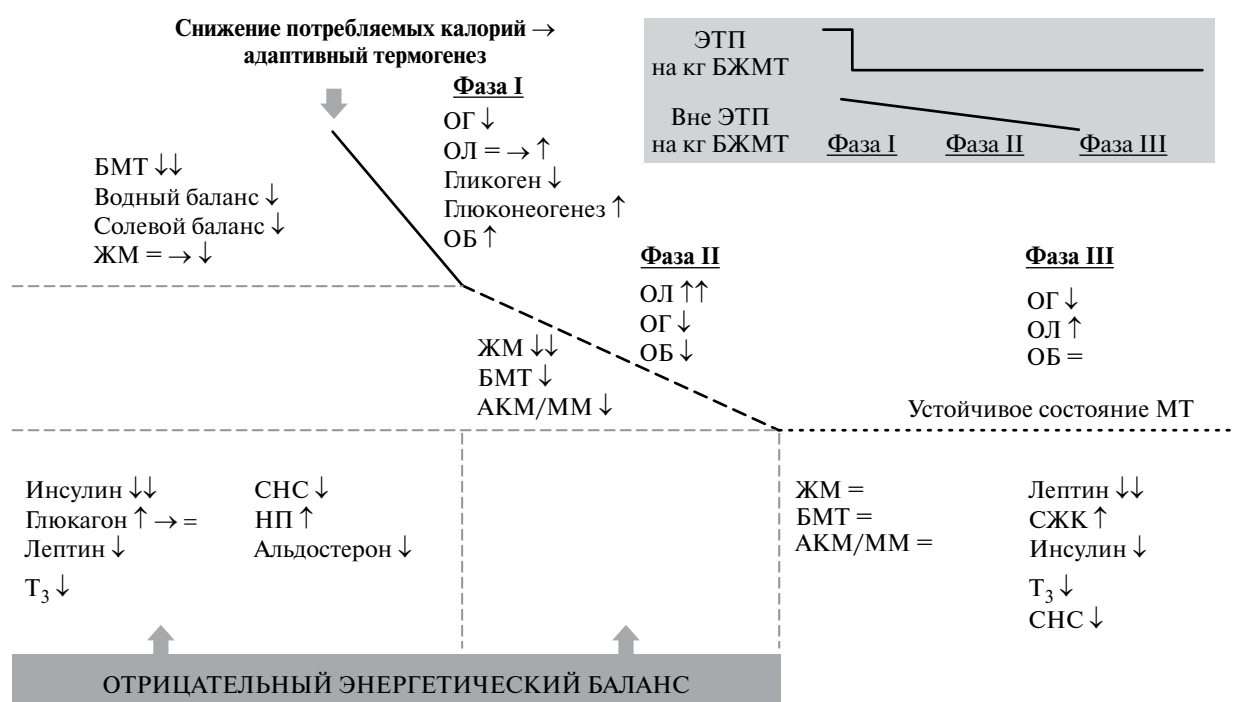 Снижение потребляемых калорий →
адаптивный термогенез
ЭТП
на кг БЖМТ
Вне ЭТП
на кг БЖМТ
Фаза I
Фаза II
Фаза III
Фаза I
ОГ ↓
ОЛ = → ↑
Гликоген ↓
Глюконеогенез ↑
ОБ ↑
БМТ ↓↓
Водный баланс ↓
Солевой баланс ↓
ЖМ = → ↓
Фаза II
ОЛ ↑↑
ОГ ↓
ОБ ↓
Фаза III
ОГ ↓
ОЛ ↑
ОБ =
ЖМ ↓↓
БМТ ↓
АКМ/ММ ↓
Устойчивое состояние МТ
Инсулин ↓↓
Глюкагон ↑ → =
Лептин ↓
Т₃ ↓
СНС ↓
НП ↑
Альдостерон ↓
ЖМ =
БМТ =
АКМ/ММ =
Лептин ↓↓
СЖК ↑
Инсулин ↓
Т₃ ↓
СНС ↓
ОТРИЦАТЕЛЬНЫЙ ЭНЕРГЕТИЧЕСКИЙ БАЛАНС